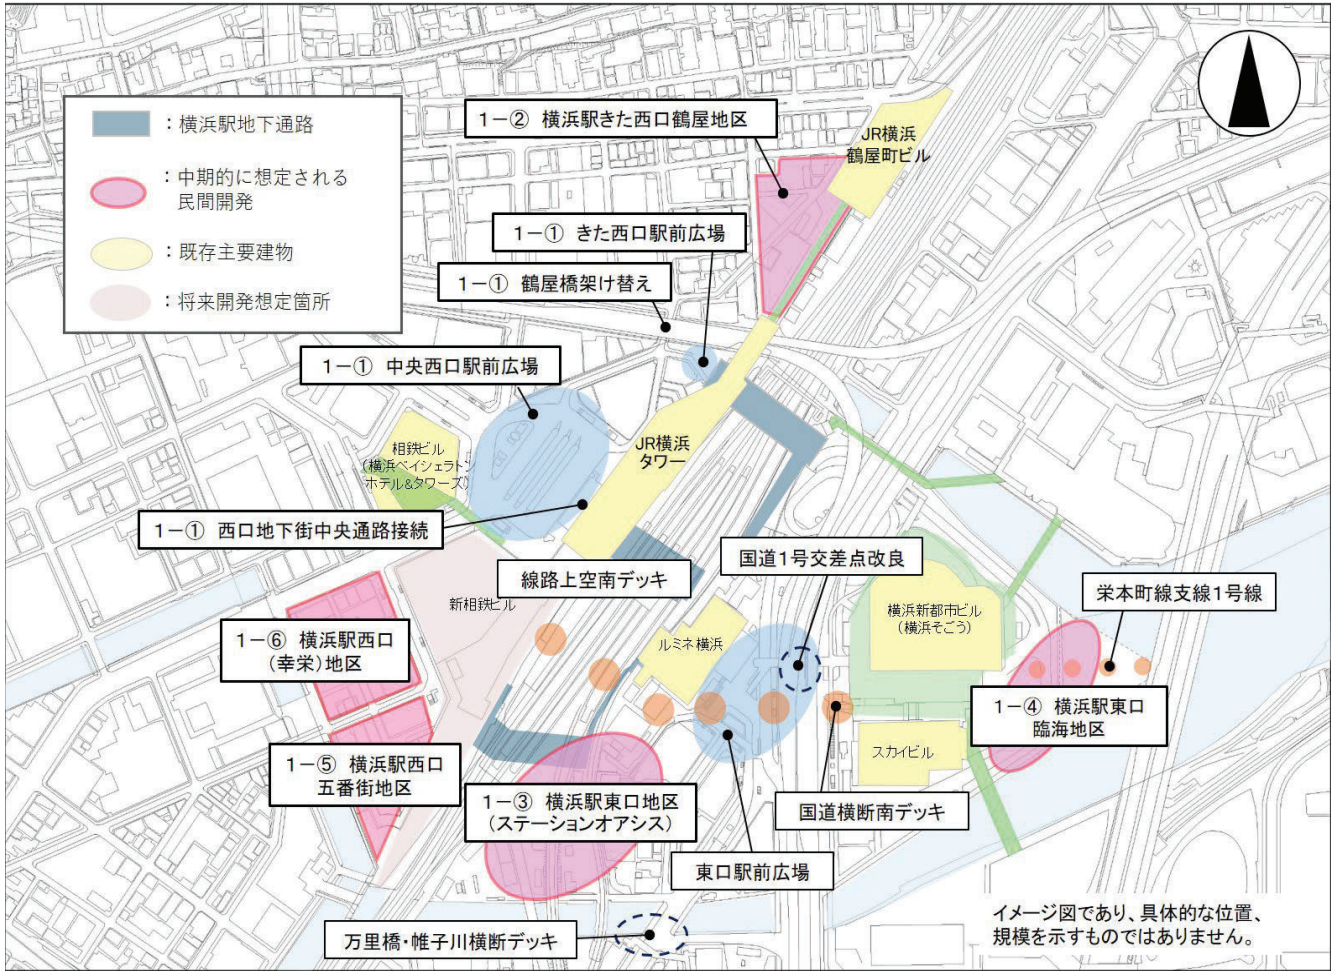 ：横浜駅地下通路
：中期的に想定される
民間開発
：既存主要建物
：将来開発想定箇所
1－② 横浜駅きた西口鶴屋地区
JR横浜
鶴屋町ビル
1－① きた西口駅前広場
1－① 鶴屋橋架け替え
1－① 中央西口駅前広場
JR横浜
タワー
相鉄ビル
(横浜ベイシェラトン
ホテル&タワーズ)
1－① 西口地下街中央通路接続
線路上空南デッキ
国道1号交差点改良
新相鉄ビル
横浜新都市ビル
(横浜そごう)
栄本町線支線1号線
1－⑥ 横浜駅西口
(幸栄)地区
ルミネ横浜
1－④ 横浜駅東口
臨海地区
スカイビル
1－⑤ 横浜駅西口
五番街地区
1－③ 横浜駅東口地区
(ステーションオアシス)
国道横断南デッキ
東口駅前広場
万里橋・帷子川横断デッキ
イメージ図であり、具体的な位置、
規模を示すものではありません。